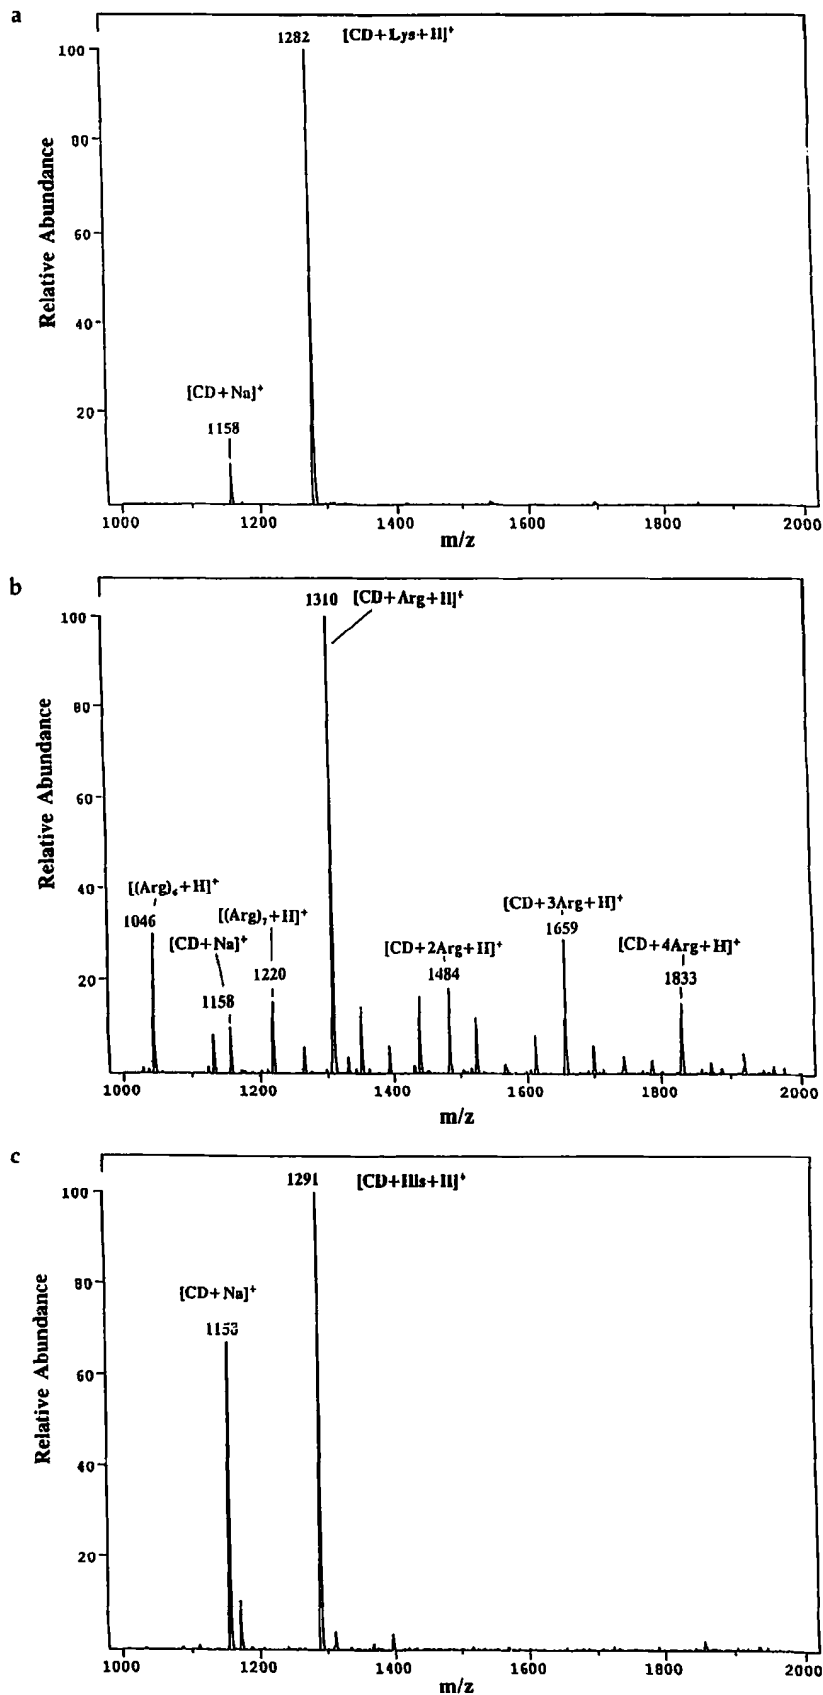 a
1282 [CD+Lys+H]⁺
100
80
60
40
20
Relative Abundance
[CD+Na]⁺
1158
1000 1200 1400 1600 1800 2000
m/z
b
1310 [CD+Arg+H]⁺
100
80
60
40
20
Relative Abundance
[(Arg)₆+H]⁺
1046
[(Arg)₇+H]⁺
[CD+Na]⁺
1220
1158
[CD+2Arg+H]⁺
1484
[CD+3Arg+H]⁺
1659
[CD+4Arg+H]⁺
1833
1000 1200 1400 1600 1800 2000
m/z
c
1291 [CD+His+H]⁺
100
80
60
40
20
Relative Abundance
[CD+Na]⁺
1158
1000 1200 1400 1600 1800 2000
m/z